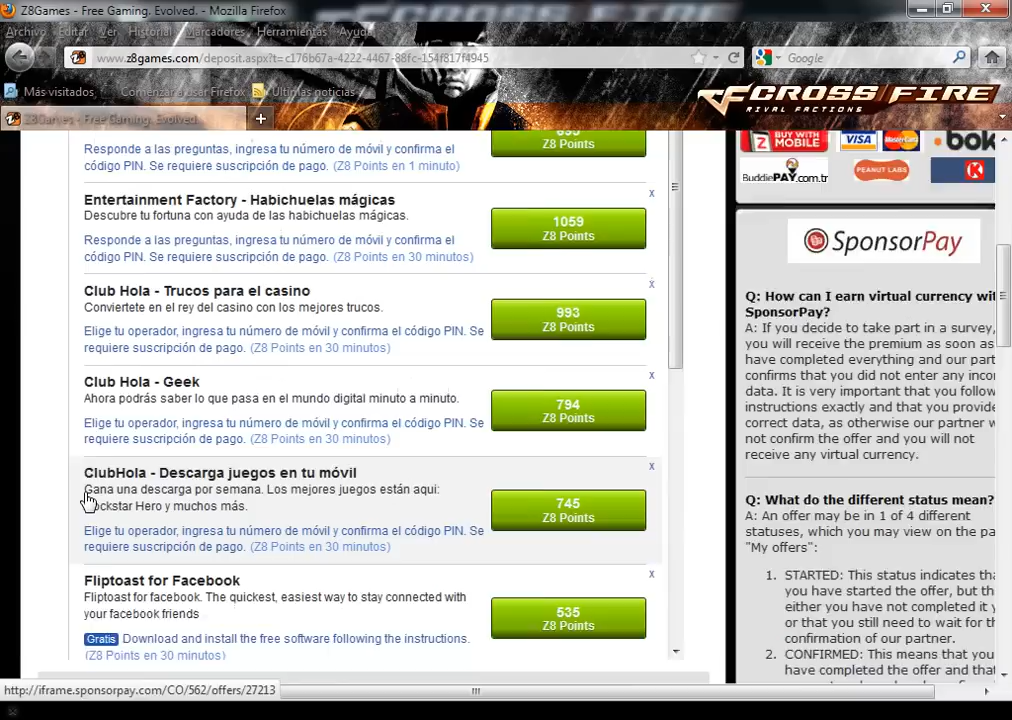 Z8Games - Free Gaming. Evolved. - Mozilla Firefox
Archivo Editar Ver Historial Marcadores Herramientas Ayuda
www.z8games.com/deposit.aspx?t=c176b67a-4222-4467-88fc-154f817f4945
Google
Más visitados
Comenzar a usar Firefox
Últimas noticias
CROSS FIRE
RIVAL FACTIONS
Z8Games - Free Gaming. Evolved.
Responde a las preguntas, ingresa tu número de móvil y confirma el
código PIN. Se requiere suscripción de pago. (Z8 Points en 1 minuto)
Z8 Points
x
Entertainment Factory - Habichuelas mágicas
Descubre tu fortuna con ayuda de las habichuelas mágicas.
Responde a las preguntas, ingresa tu número de móvil y confirma el
código PIN. Se requiere suscripción de pago. (Z8 Points en 30 minutos)
1059
Z8 Points
x
Club Hola - Trucos para el casino
Conviertete en el rey del casino con los mejores trucos.
Elige tu operador, ingresa tu número de móvil y confirma el código PIN. Se
requiere suscripción de pago. (Z8 Points en 30 minutos)
993
Z8 Points
x
Club Hola - Geek
Ahora podrás saber lo que pasa en el mundo digital minuto a minuto.
Elige tu operador, ingresa tu número de móvil y confirma el código PIN. Se
requiere suscripción de pago. (Z8 Points en 30 minutos)
794
Z8 Points
x
ClubHola - Descarga juegos en tu móvil
Gana una descarga por semana. Los mejores juegos están aqui:
ockstar Hero y muchos más.
Elige tu operador, ingresa tu número de móvil y confirma el código PIN. Se
requiere suscripción de pago. (Z8 Points en 30 minutos)
745
Z8 Points
x
Fliptoast for Facebook
Fliptoast for facebook. The quickest, easiest way to stay connected with
your facebook friends
Gratis Download and install the free software following the instructions.
(Z8 Points en 30 minutos)
535
Z8 Points
BUY WITH MOBILE
VISA
MasterCard
bok
BuddiePAY.com.tr
PEANUT LABS
K
SponsorPay
Q: How can I earn virtual currency wit
SponsorPay?
A: If you decide to take part in a survey,
you will receive the premium as soon as
have completed everything and our part
confirms that you did not enter any inco
data. It is very important that you follow
instructions exactly and that you provide
correct data, as otherwise our partner w
not confirm the offer and you will not
receive any virtual currency.
Q: What do the different status mean?
A: An offer may be in 1 of 4 different
statuses, which you may view on the pa
"My offers":
1. STARTED: This status indicates tha
you have started the offer, but th
either you have not completed it y
or that you still need to wait for th
confirmation of our partner.
2. CONFIRMED: This means that you
have completed the offer and that
http://iframe.sponsorpay.com/CO/562/offers/27213